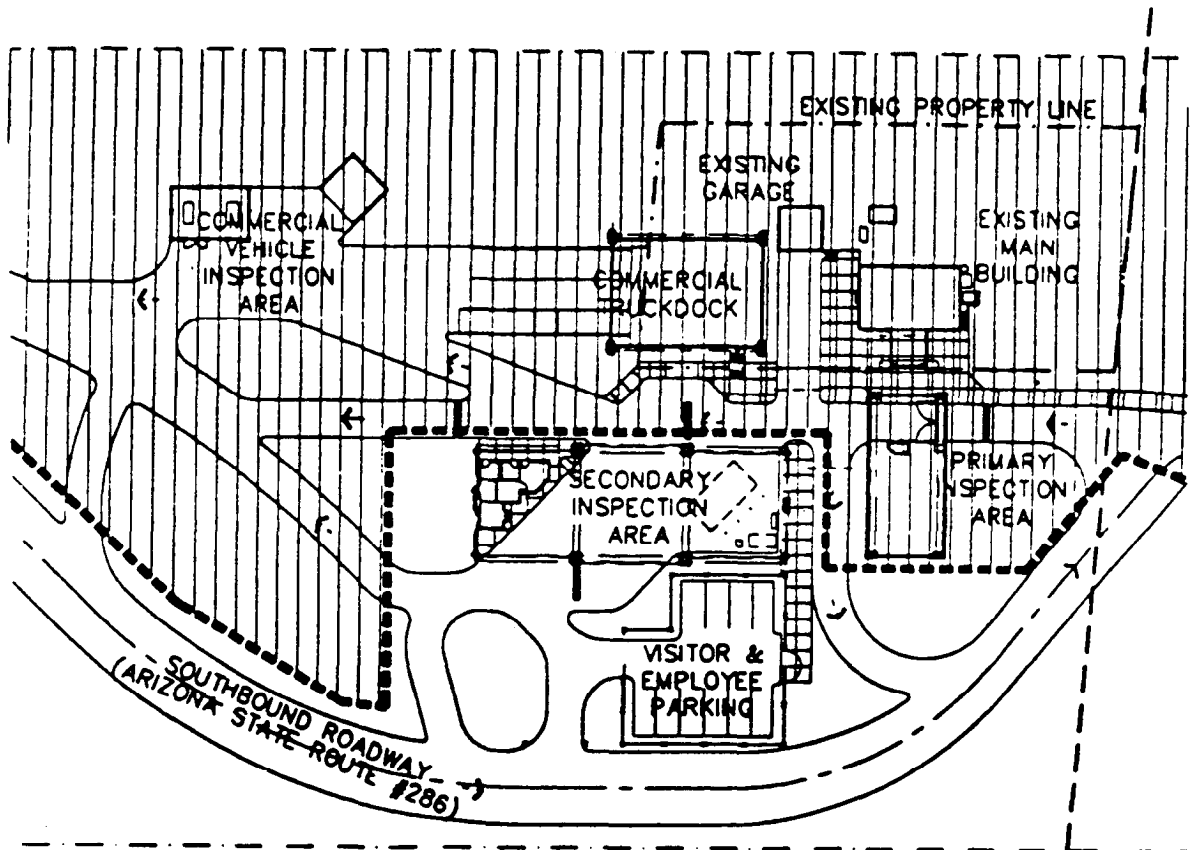 EXISTING PROPERTY LINE
EXISTING
GARAGE
EXISTING
MAIN
BUILDING
COMMERCIAL
VEHICLE
INSPECTION
AREA
COMMERCIAL
DOCK
SECONDARY
INSPECTION
AREA
PRIMARY
INSPECTION
AREA
VISITOR &
EMPLOYEE
PARKING
SOUTHBOUND ROADWAY
(ARIZONA STATE ROUTE #286)